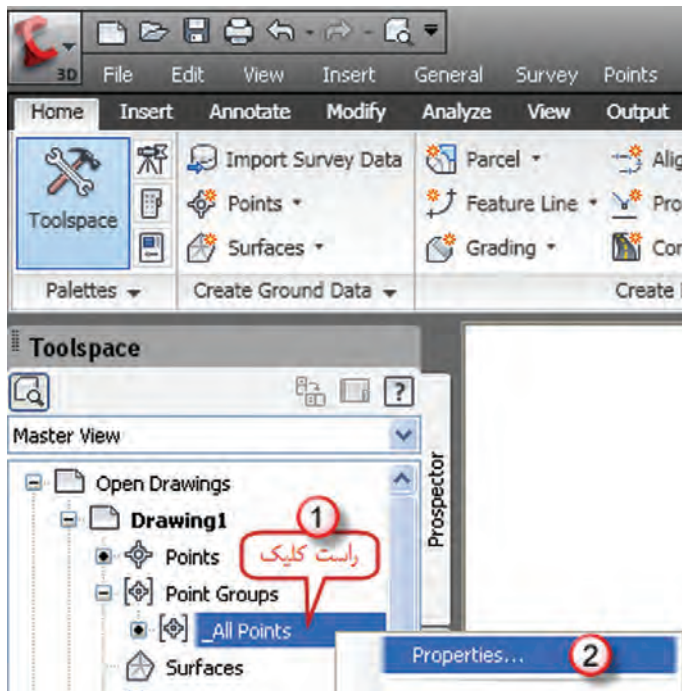 3D File Edit View Insert General Survey Points
Home Insert Annotate Modify Analyze View Output
Toolspace
Import Survey Data
Points
Surfaces
Parcel
Feature Line
Grading
Palettes
Create Ground Data
Create
Toolspace
?
Master View
Prospector
Open Drawings
Drawing1
1
Points
راست کلیک
Point Groups
_All Points
Properties...
2
Surfaces